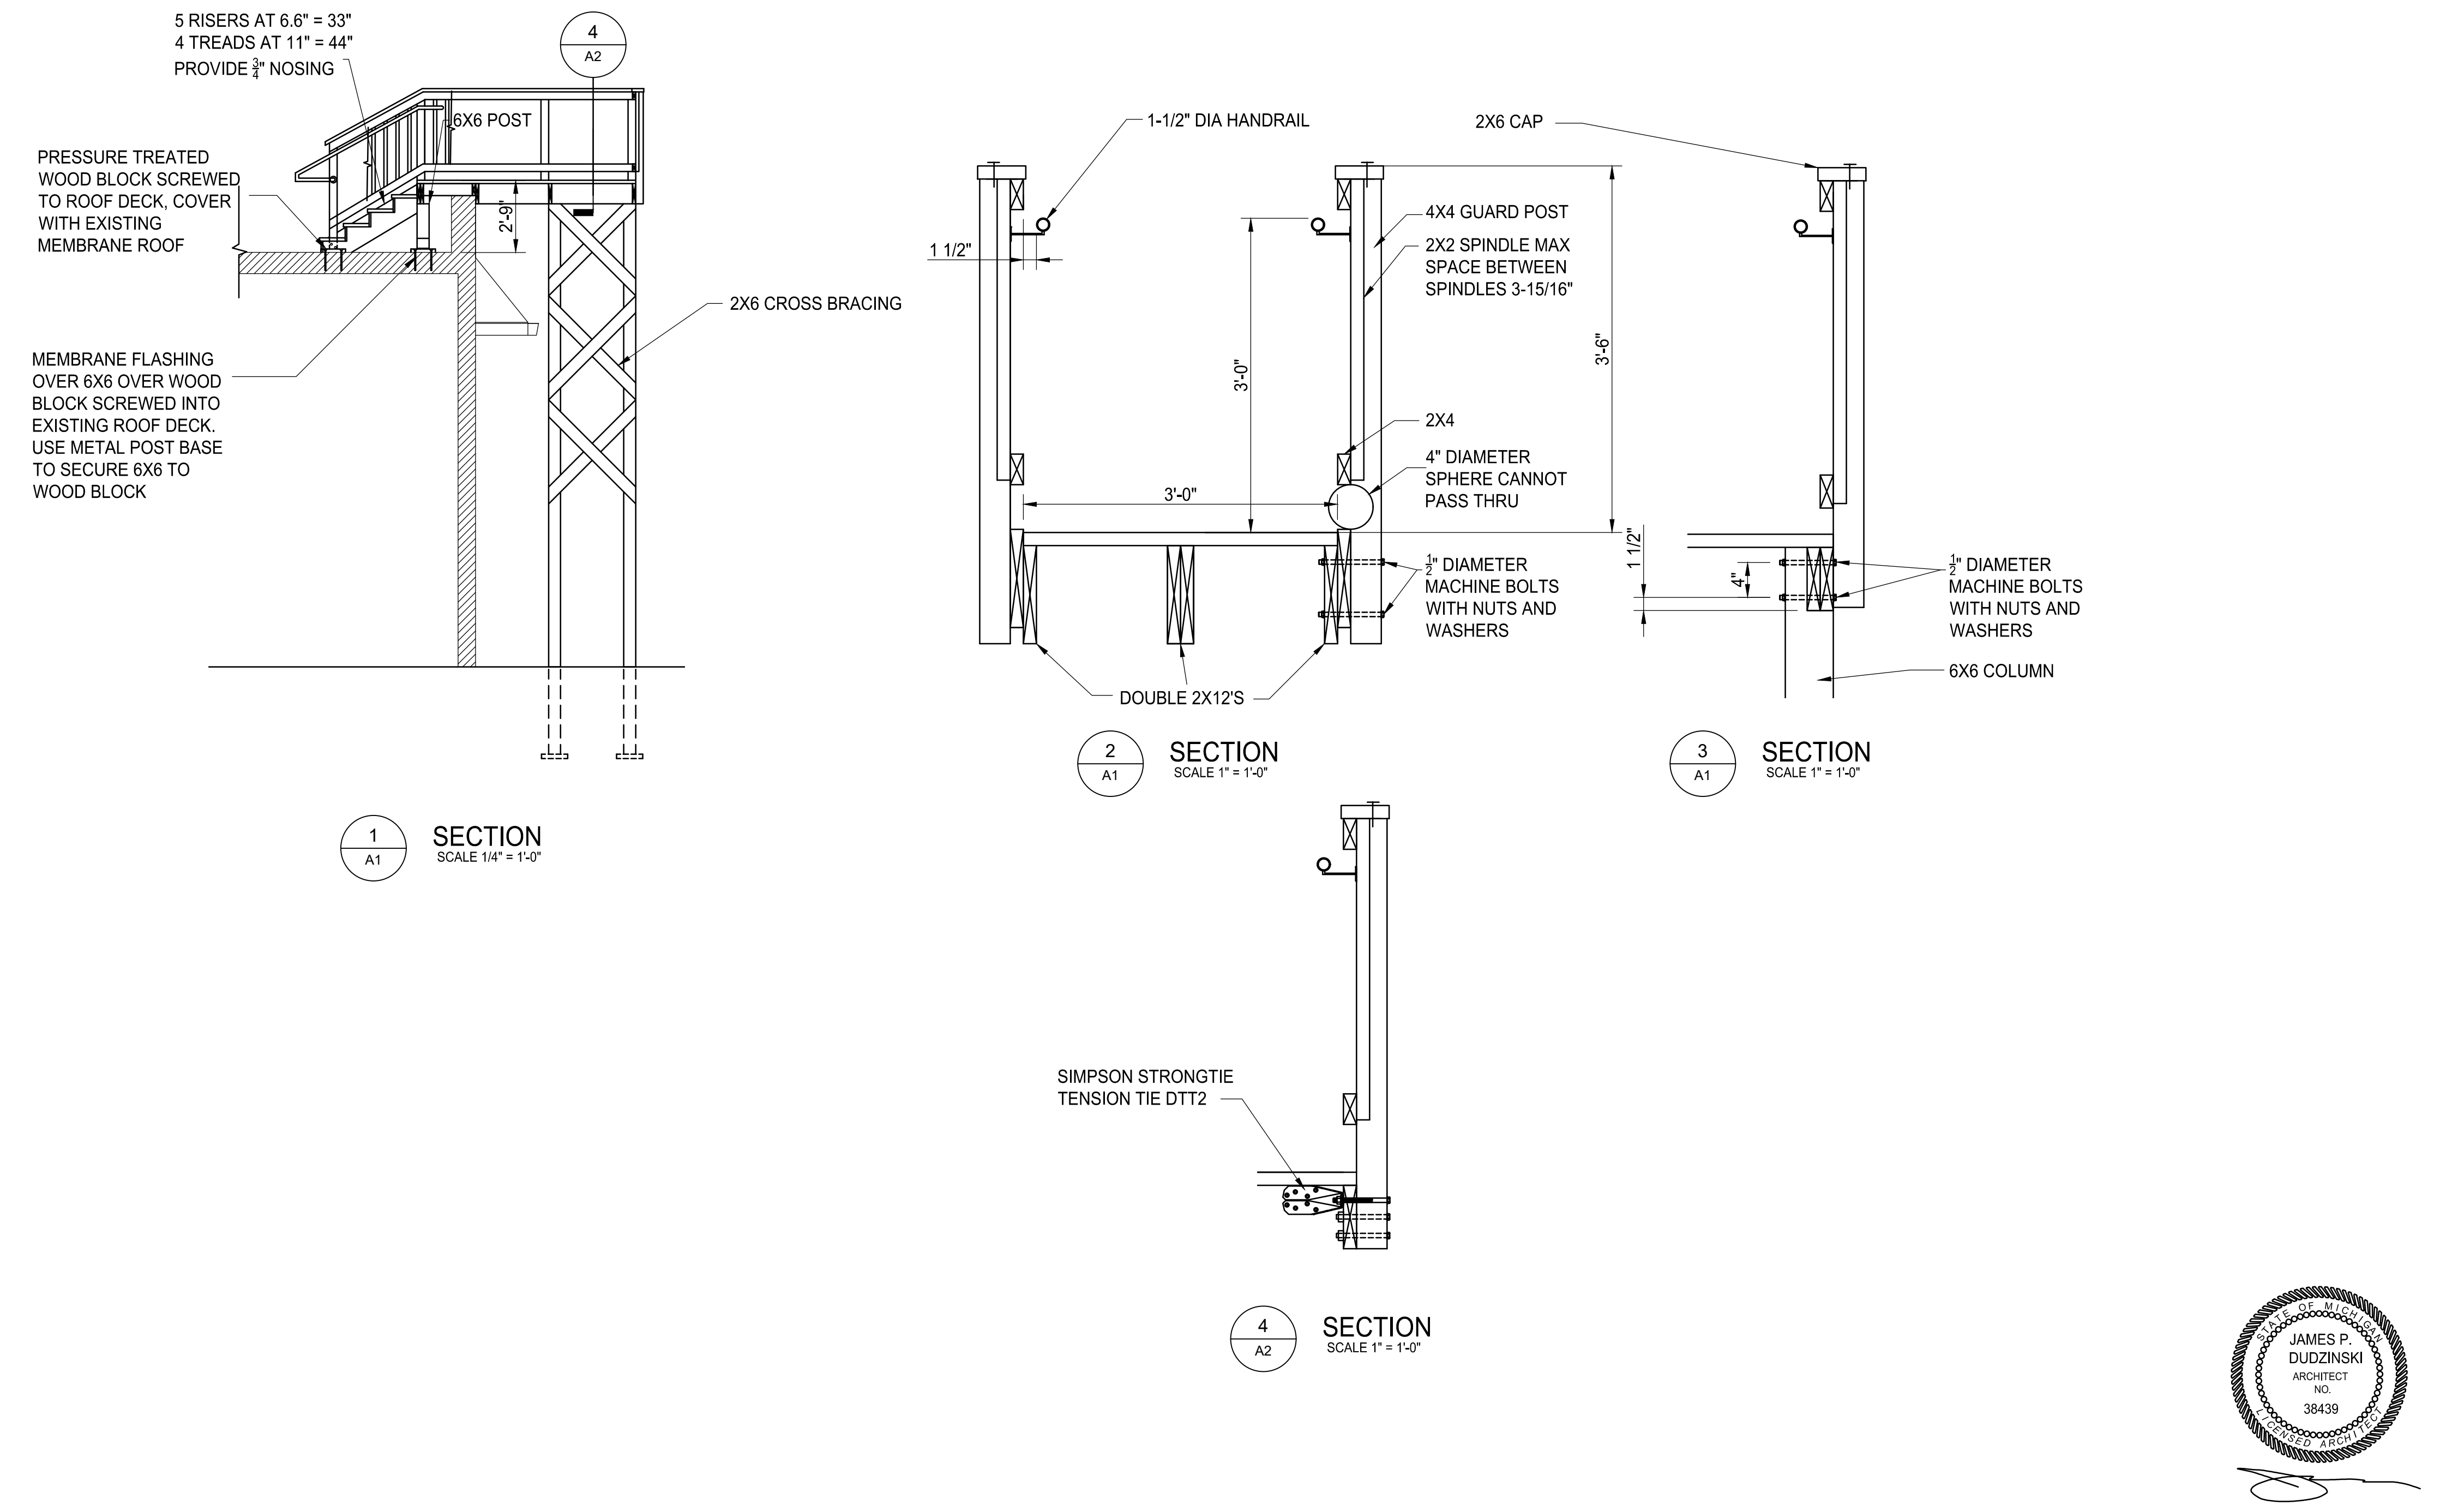 5 RISERS AT 6.6" = 33"
4 TREADS AT 11" = 44"
PROVIDE 3/4" NOSING
4
A2
6X6 POST
PRESSURE TREATED
WOOD BLOCK SCREWED
TO ROOF DECK, COVER
WITH EXISTING
MEMBRANE ROOF
2'-9"
2X6 CROSS BRACING
MEMBRANE FLASHING
OVER 6X6 OVER WOOD
BLOCK SCREWED INTO
EXISTING ROOF DECK.
USE METAL POST BASE
TO SECURE 6X6 TO
WOOD BLOCK
1
A1
SECTION
SCALE 1/4" = 1'-0"
1-1/2" DIA HANDRAIL
1 1/2"
4X4 GUARD POST
2X2 SPINDLE MAX
SPACE BETWEEN
SPINDLES 3-15/16"
3'-0"
3'-6"
2X4
4" DIAMETER
SPHERE CANNOT
PASS THRU
3'-0"
1/2" DIAMETER
MACHINE BOLTS
WITH NUTS AND
WASHERS
DOUBLE 2X12'S
2
A1
SECTION
SCALE 1" = 1'-0"
2X6 CAP
1 1/2"
4"
1/2" DIAMETER
MACHINE BOLTS
WITH NUTS AND
WASHERS
6X6 COLUMN
3
A1
SECTION
SCALE 1" = 1'-0"
SIMPSON STRONGTIE
TENSION TIE DTT2
4
A2
SECTION
SCALE 1" = 1'-0"
STATE OF MICHIGAN
JAMES P.
DUDZINSKI
ARCHITECT
NO.
38439
LICENSED ARCHITECT